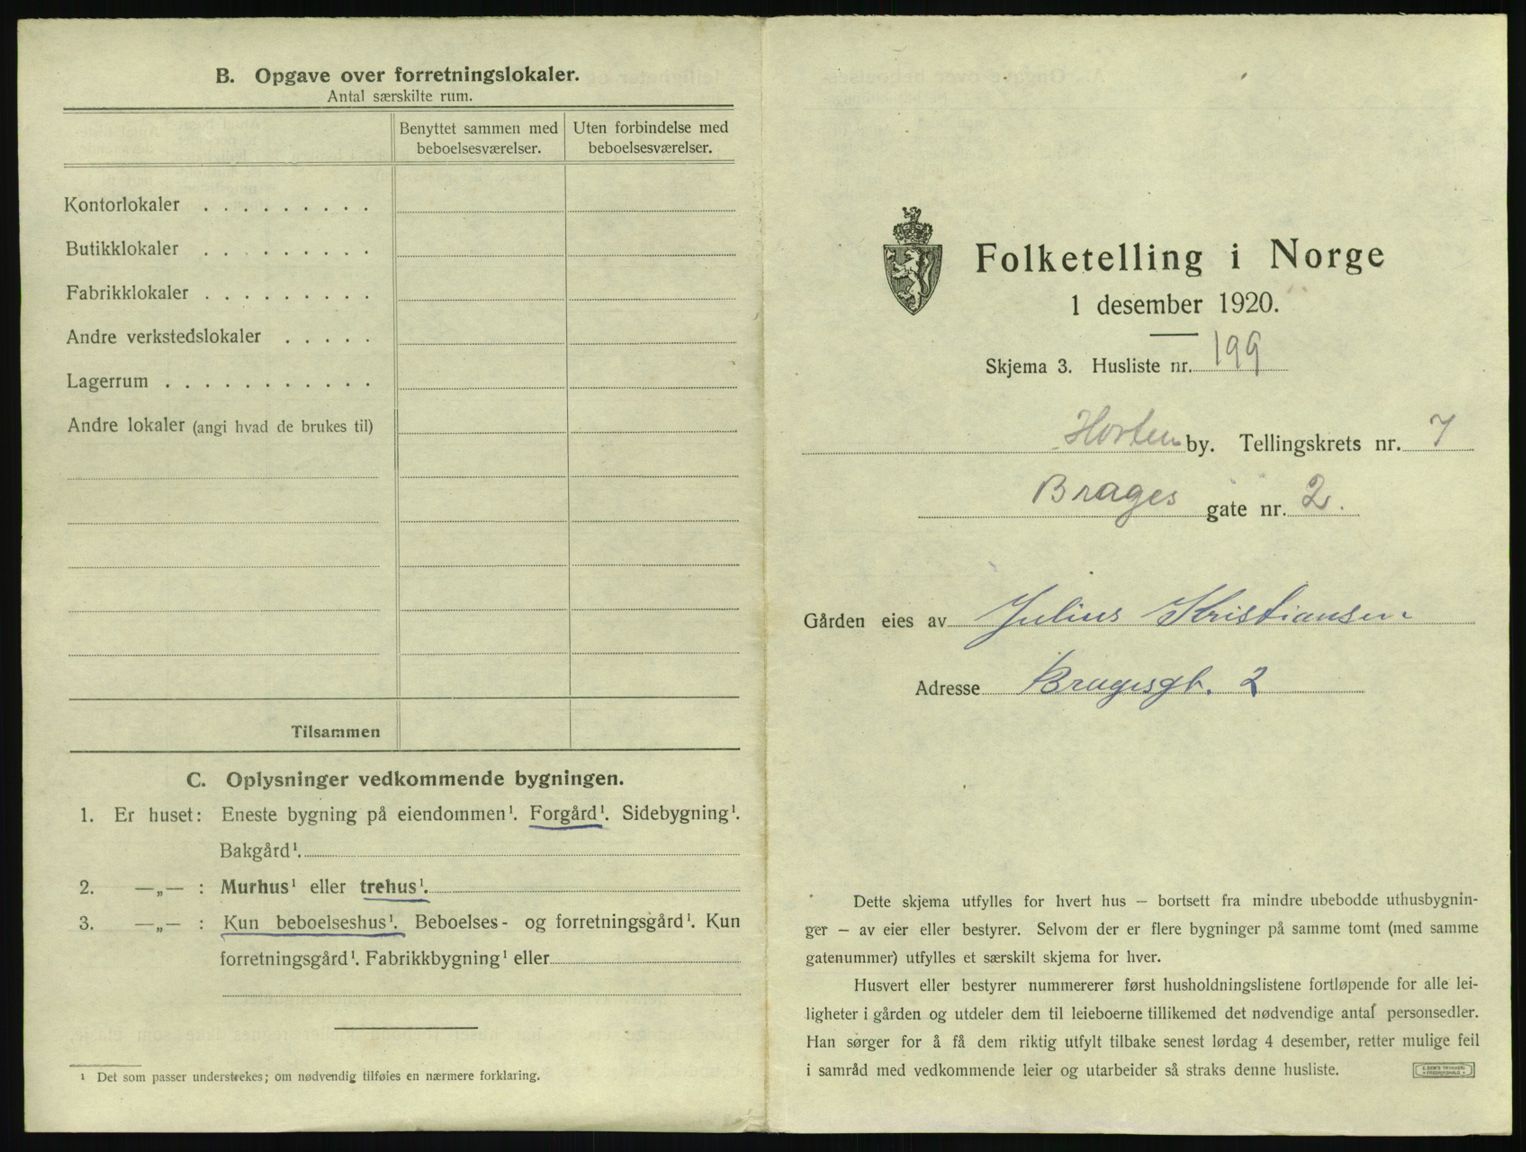 B. Opgave over forretningslokaler.
Antal særskilte rum.
Benyttet sammen med beboelsesværelser.
Uten forbindelse med beboelsesværelser.
Kontorlokaler . . . . . . . . .
Butikklokaler . . . . . . . . .
Fabrikklokaler . . . . . . . . .
Andre verkstedslokaler . . . . .
Lagerrum . . . . . . . . . . .
Andre lokaler (angi hvad de brukes til)
Tilsammen
C. Oplysninger vedkommende bygningen.
1. Er huset: Eneste bygning på eiendommen¹. Forgård¹. Sidebygning¹.
Bakgård¹.
2. —„— : Murhus¹ eller trehus¹.
3. —„— : Kun beboelseshus¹. Beboelses- og forretningsgård¹. Kun
forretningsgård¹. Fabrikkbygning¹ eller
¹ Det som passer understrekes; om nødvendig tilføies en nærmere forklaring.
Folketelling i Norge
1 desember 1920.
Skjema 3. Husliste nr. 199
Horten by. Tellingskrets nr. 7
Brages gate nr. 2.
Gården eies av Julius Kristiansen
Adresse Bragesgt. 2
Dette skjema utfylles for hvert hus – bortsett fra mindre ubebodde uthusbygnin-
ger – av eier eller bestyrer. Selvom der er flere bygninger på samme tomt (med samme
gatenummer) utfylles et særskilt skjema for hver.
Husvert eller bestyrer nummererer først husholdningslistene fortløpende for alle lei-
ligheter i gården og utdeler dem til leieboerne tillikemed det nødvendige antal personsedler.
Han sørger for å få dem riktig utfylt tilbake senest lørdag 4 desember, retter mulige feil
i samråd med vedkommende leier og utarbeider så straks denne husliste.